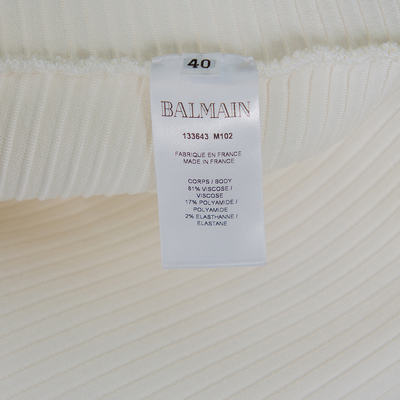 40
BALMAIN
133643 M102
FABRIQUE EN FRANCE
MADE IN FRANCE
CORPS / BODY
81% VISCOSE /
VISCOSE
17% POLYAMIDE /
POLYAMIDE
2% ELASTHANNE /
ELASTANE